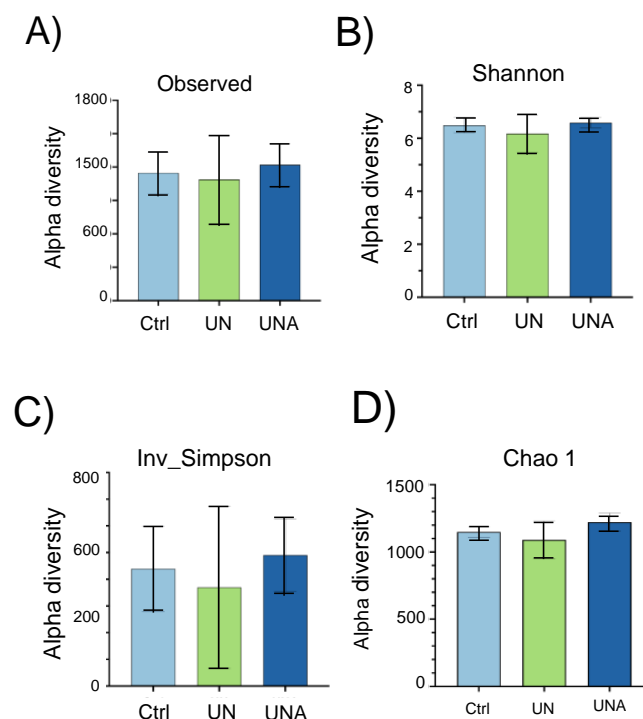 A)
Observed
Alpha diversity
1800
1500
600
0
Ctrl UN UNA
B)
Shannon
Alpha diversity
8
6
4
2
0
Ctrl UN UNA
C)
Inv_Simpson
Alpha diversity
800
600
200
0
Ctrl UN UNA
D)
Chao 1
Alpha diversity
1500
1000
500
0
Ctrl UN UNA